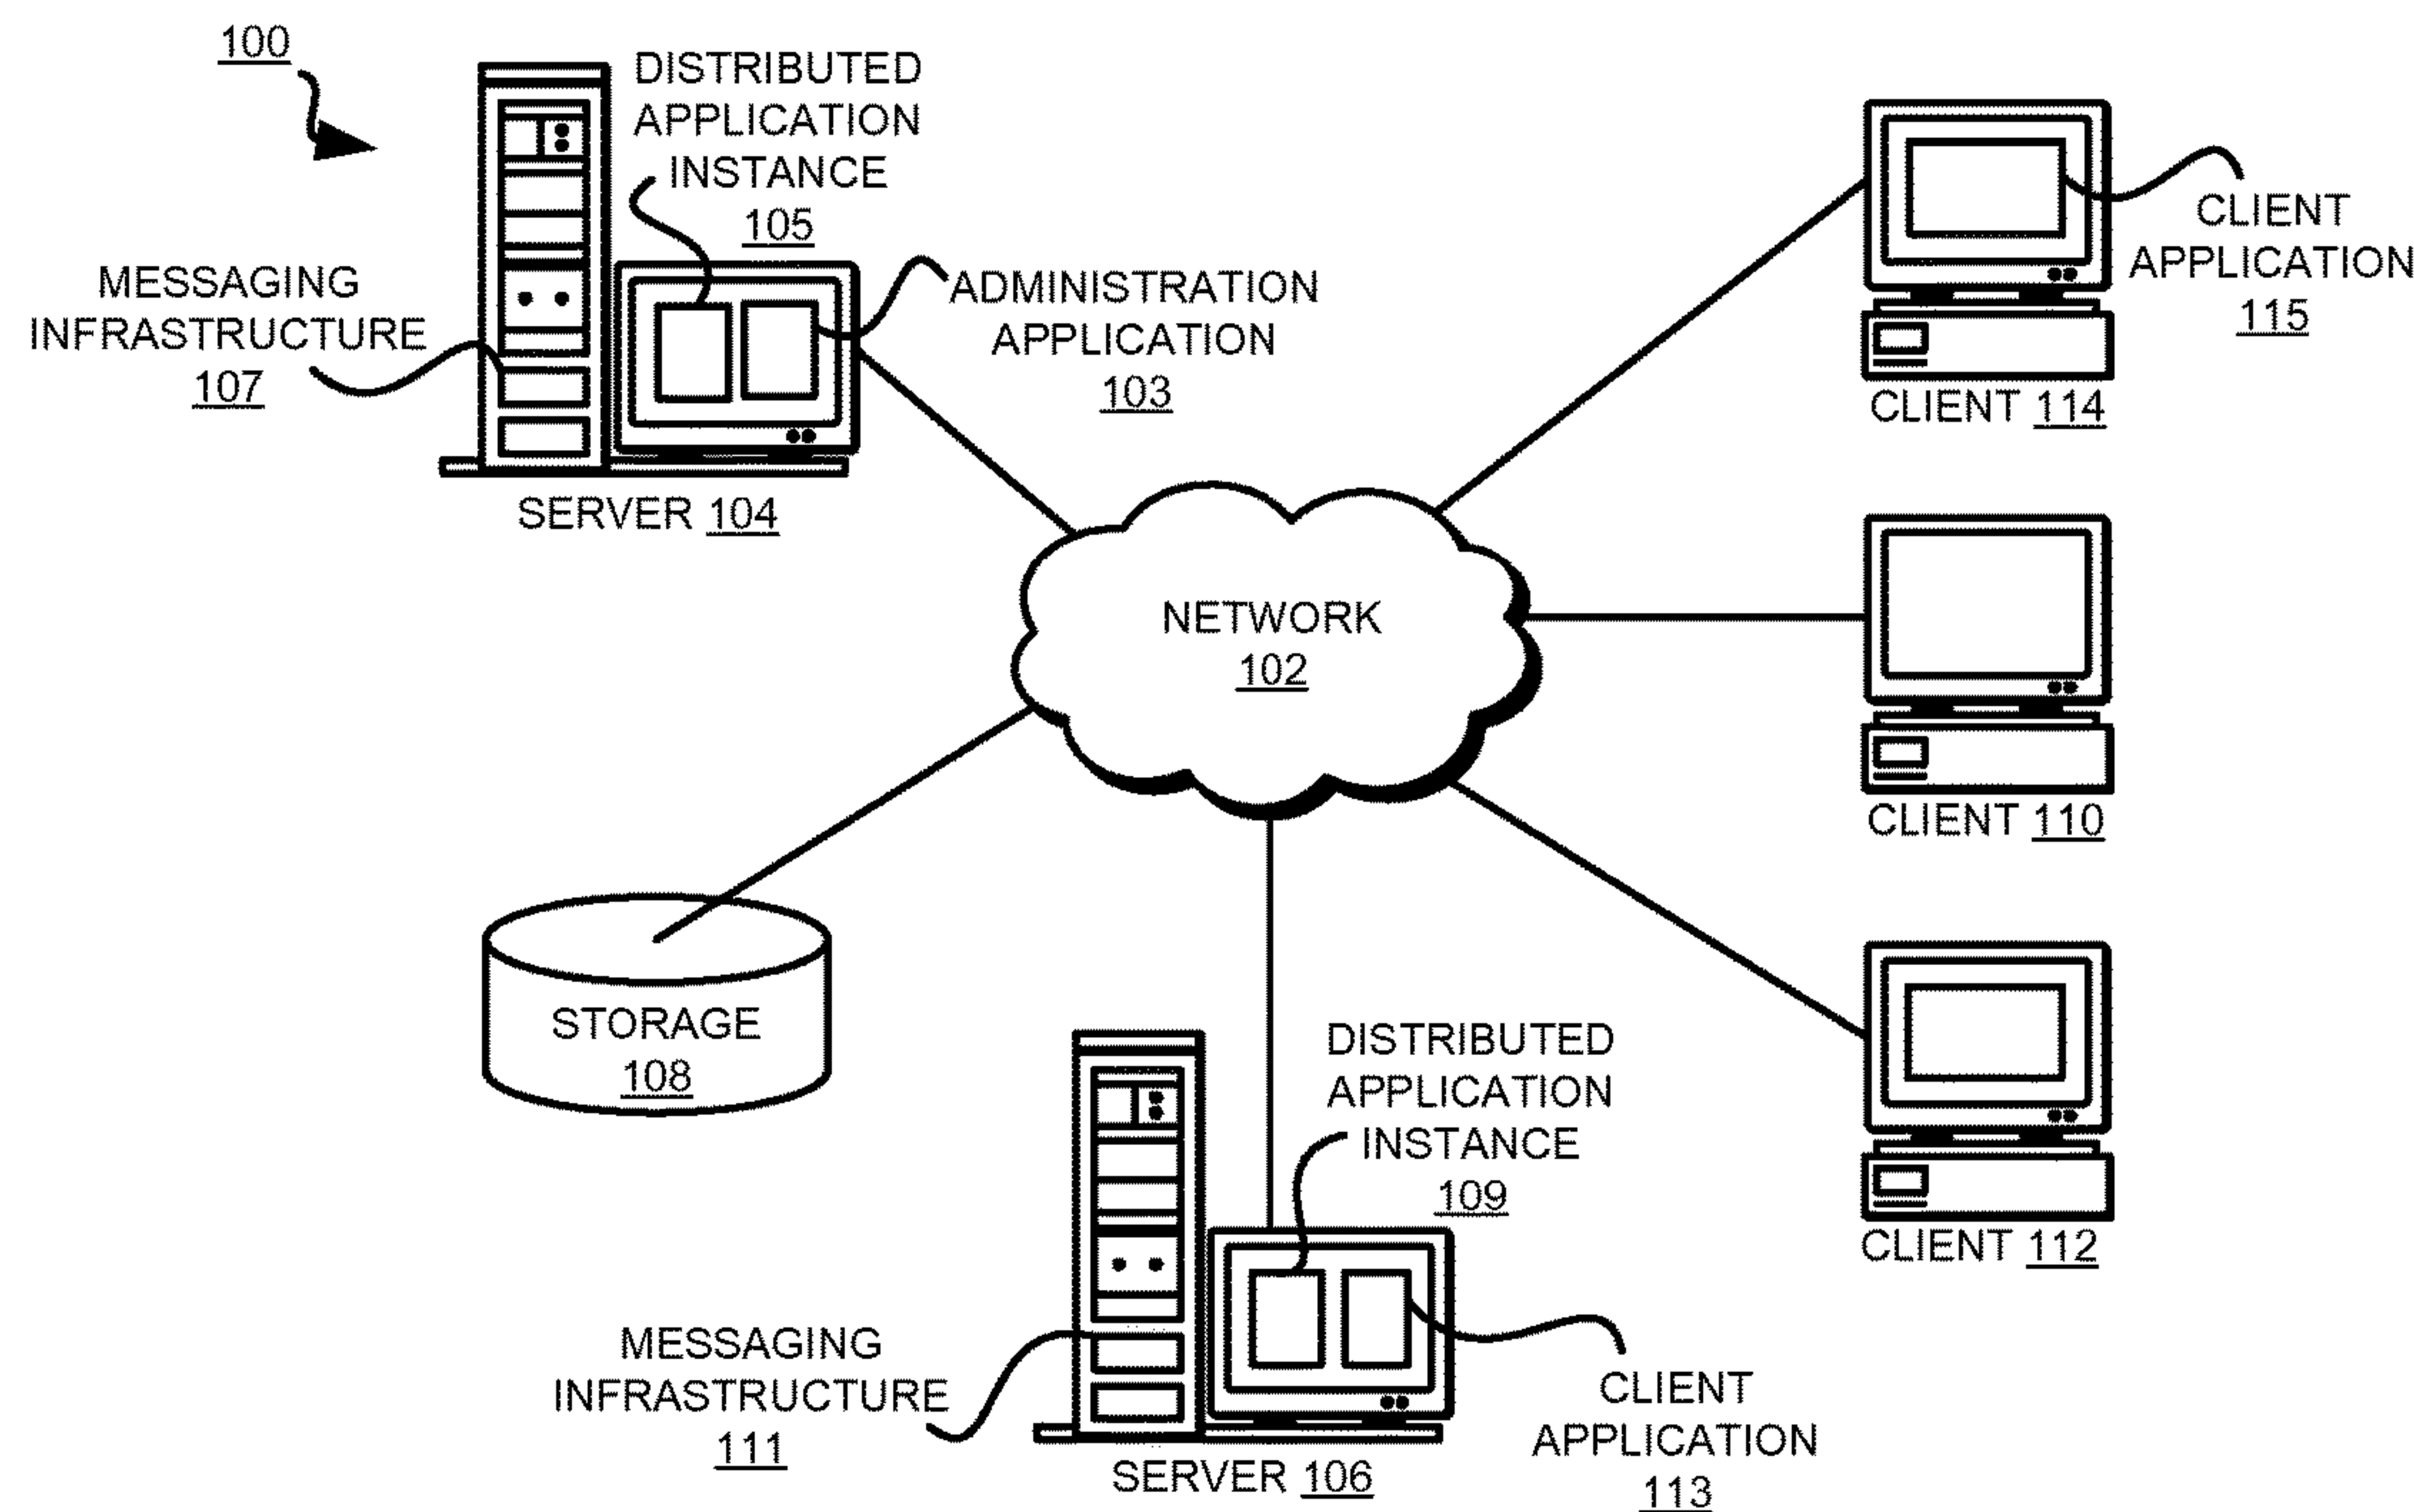 100
DISTRIBUTED
APPLICATION
INSTANCE
105
MESSAGING
INFRASTRUCTURE
107
ADMINISTRATION
APPLICATION
103
SERVER 104
CLIENT
APPLICATION
115
CLIENT 114
NETWORK
102
CLIENT 110
STORAGE
108
DISTRIBUTED
APPLICATION
INSTANCE
109
CLIENT 112
MESSAGING
INFRASTRUCTURE
111
CLIENT
APPLICATION
113
SERVER 106